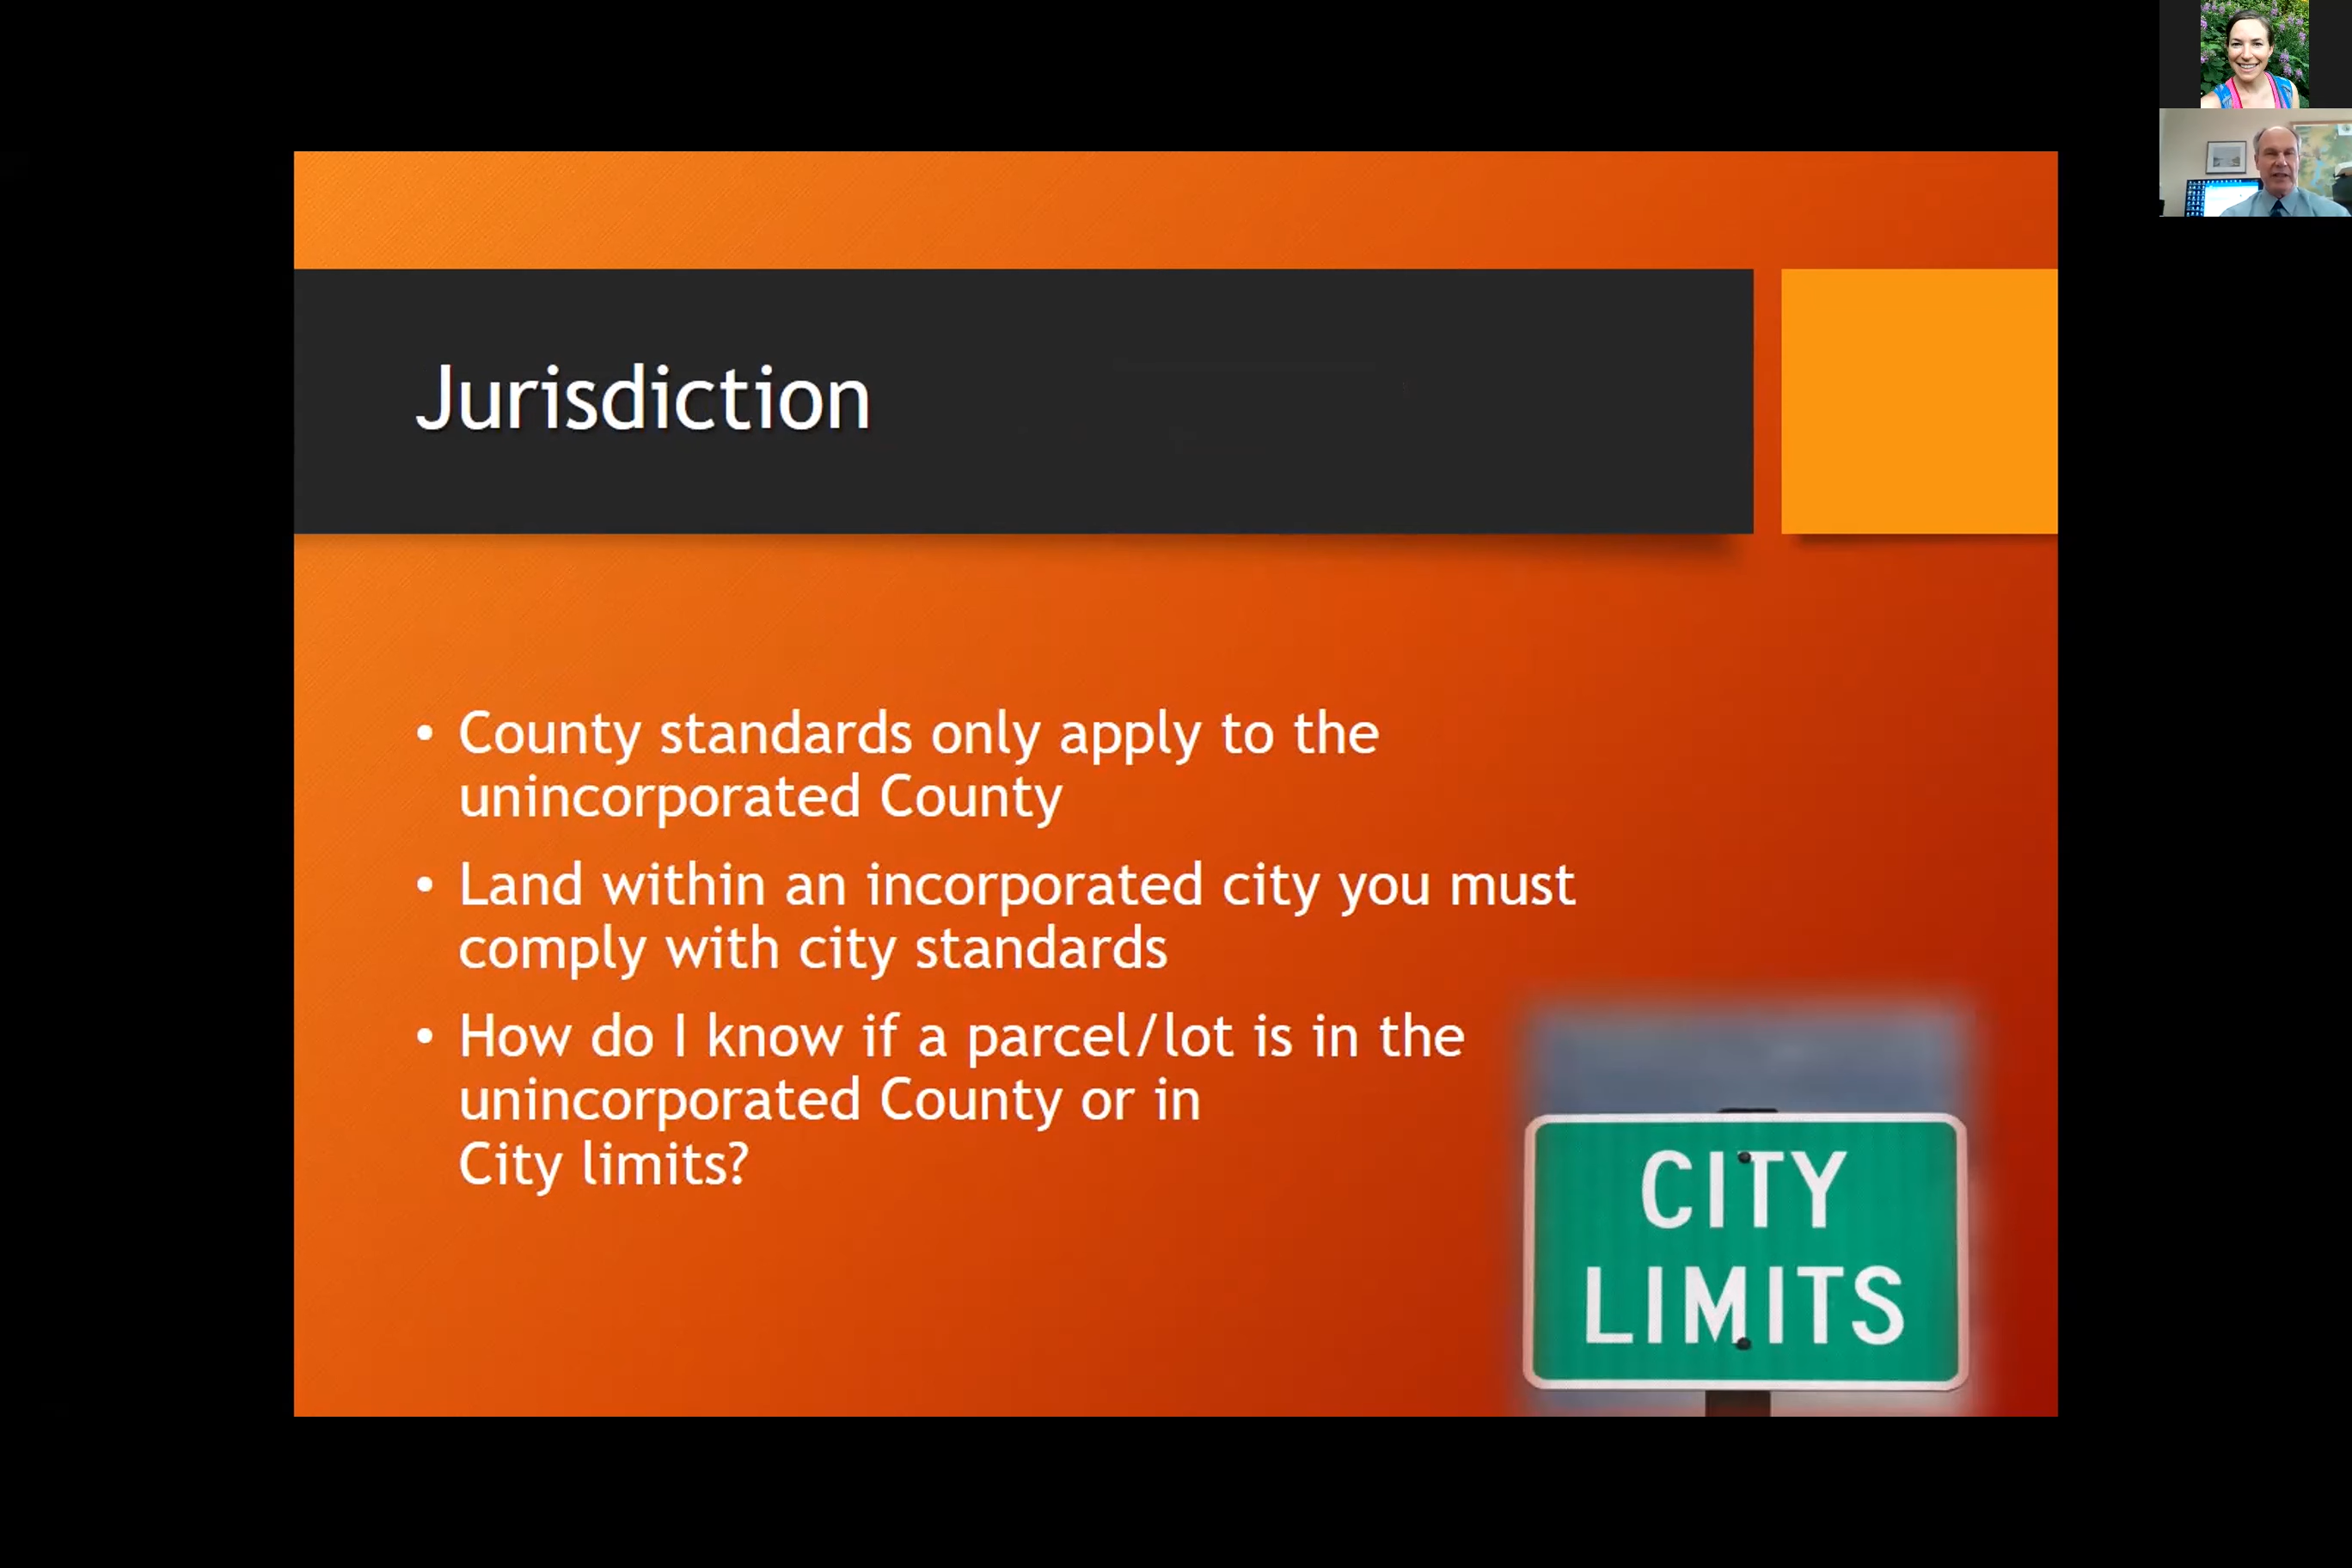 Jurisdiction
• County standards only apply to the
unincorporated County
• Land within an incorporated city you must
comply with city standards
• How do I know if a parcel/lot is in the
unincorporated County or in
City limits?
CITY
LIMITS